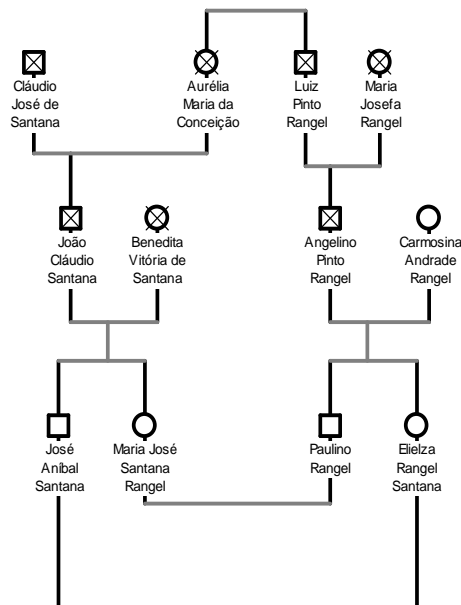 Cláudio
José de
Santana
Aurélia
Maria da
Conceição
Luiz
Pinto
Rangel
Maria
Josefa
Rangel
João
Cláudio
Santana
Benedita
Vitória de
Santana
Angelino
Pinto
Rangel
Carmosina
Andrade
Rangel
José
Aníbal
Santana
Maria José
Santana
Rangel
Paulino
Rangel
Elielza
Rangel
Santana